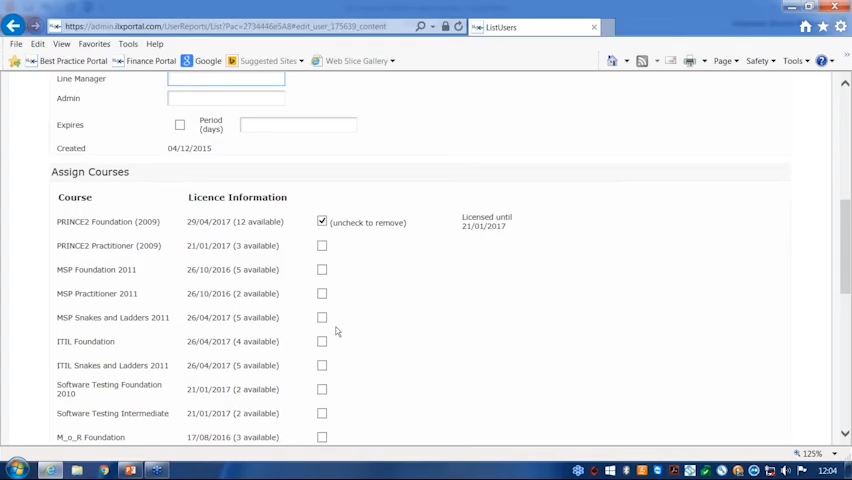 https://admin.ilxportal.com/UserReports/List?Pac=2734446e5A8#edit_user_175639_content
ListUsers
File Edit View Favorites Tools Help
Best Practice Portal Finance Portal Google Suggested Sites Web Slice Gallery Page Safety Tools
Line Manager
Admin
Expires Period (days)
Created 04/12/2015
Assign Courses
Course Licence Information
PRINCE2 Foundation (2009) 29/04/2017 (12 available) (uncheck to remove) Licensed until 21/01/2017
PRINCE2 Practitioner (2009) 21/01/2017 (3 available)
MSP Foundation 2011 26/10/2016 (5 available)
MSP Practitioner 2011 26/10/2016 (2 available)
MSP Snakes and Ladders 2011 26/04/2017 (5 available)
ITIL Foundation 26/04/2017 (4 available)
ITIL Snakes and Ladders 2011 26/04/2017 (5 available)
Software Testing Foundation 2010 21/01/2017 (2 available)
Software Testing Intermediate 21/01/2017 (2 available)
M_o_R Foundation 17/08/2016 (3 available)
125%
12:04